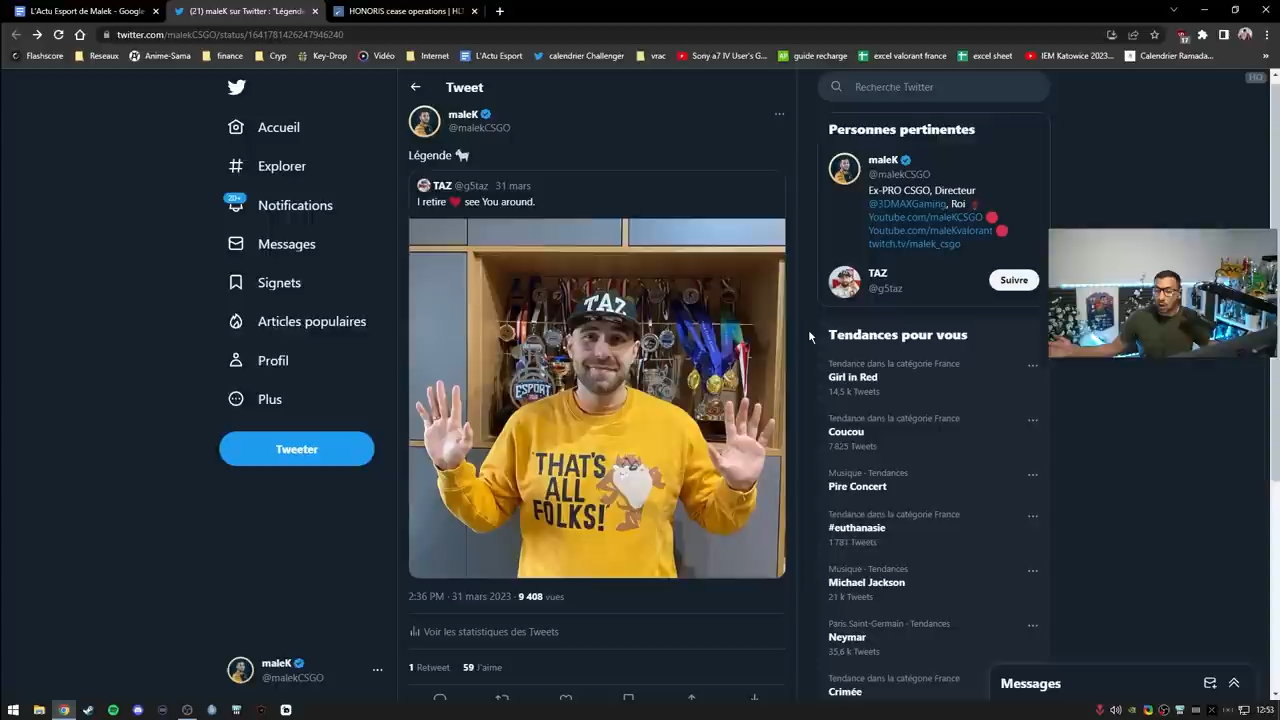 L'Actu Esport de Malek - Google
(21) maleK sur Twitter : "Légende
HONORIS cease operations | HLT
twitter.com/malekCSGO/status/1641781426247946240
Flashscore
Reseaux
Anime-Sama
finance
Cryp
Key-Drop
Vidéo
Internet
L'Actu Esport
calendrier Challenger
vrac
Sony a7 IV User's G...
guide recharge
excel valorant france
excel sheet
IEM Katowice 2023...
Calendrier Ramada...
HQ
Accueil
Explorer
20+
Notifications
Messages
Signets
Articles populaires
Profil
Plus
Tweeter
maleK
@malekCSGO
Tweet
maleK
@malekCSGO
Légende
TAZ @g5taz 31 mars
I retire see You around.
TAZ
ESPORT
THAT'S
ALL
FOLKS!
2:36 PM · 31 mars 2023 · 9 408 vues
Voir les statistiques des Tweets
1 Retweet 59 J'aime
Recherche Twitter
Personnes pertinentes
maleK
@malekCSGO
Ex-PRO CSGO, Directeur
@3DMAXGaming, Roi
Youtube.com/maleKCSGO
Youtube.com/maleKvalorant
twitch.tv/malek_csgo
TAZ
@g5taz
Suivre
Tendances pour vous
Tendance dans la catégorie France
Girl in Red
14,5 k Tweets
Tendance dans la catégorie France
Coucou
7 825 Tweets
Musique · Tendances
Pire Concert
Tendance dans la catégorie France
#euthanasie
1 781 Tweets
Musique · Tendances
Michael Jackson
21 k Tweets
Paris Saint-Germain · Tendances
Neymar
35,6 k Tweets
Tendance dans la catégorie France
Crimée
Messages
12:53